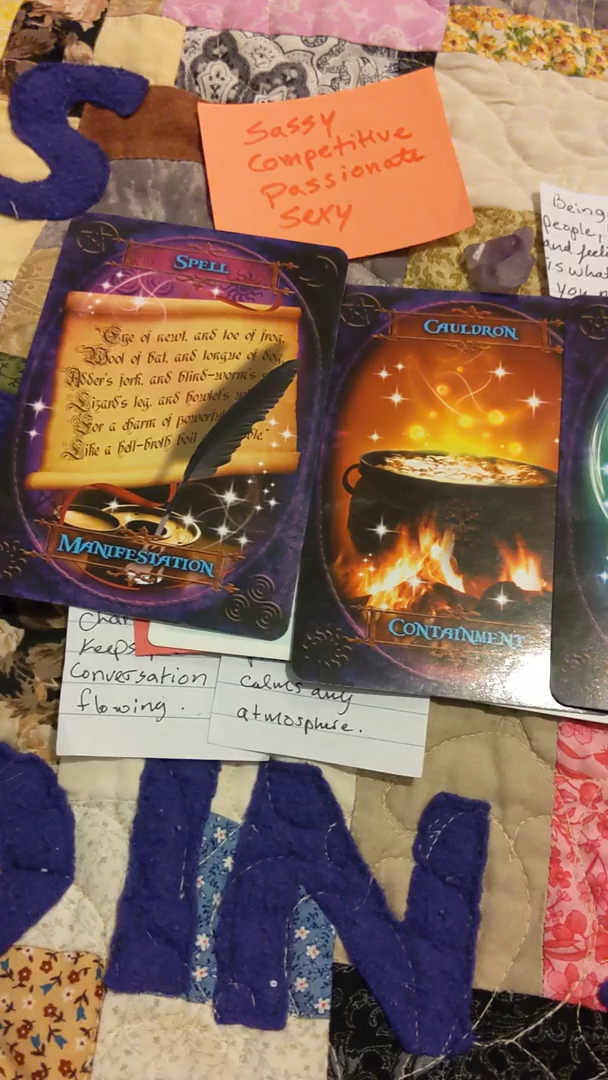 S
Sassy
Competitive
Passionate
Sexy
Being
people,
and feeli
is what
you
SPELL
"Eye of newt, and toe of frog,
Wool of bat, and tongue of dog,
Adder's fork, and blind-worm's
Lizard's leg, and howlet's
For a charm of powerful
Like a hell-broth boil
MANIFESTATION
CAULDRON
CONTAINMENT
keeps
Conversation
flowing.
calms any
atmosphere.
IN